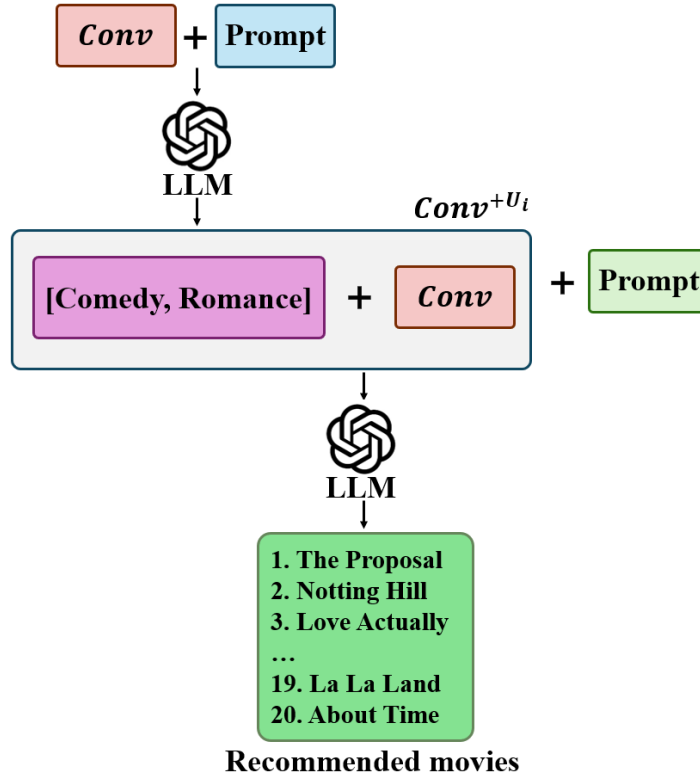 Conv + Prompt
LLM
Conv^{+U_i}
[Comedy, Romance] + Conv + Prompt
LLM
1. The Proposal
2. Notting Hill
3. Love Actually
...
19. La La Land
20. About Time
Recommended movies